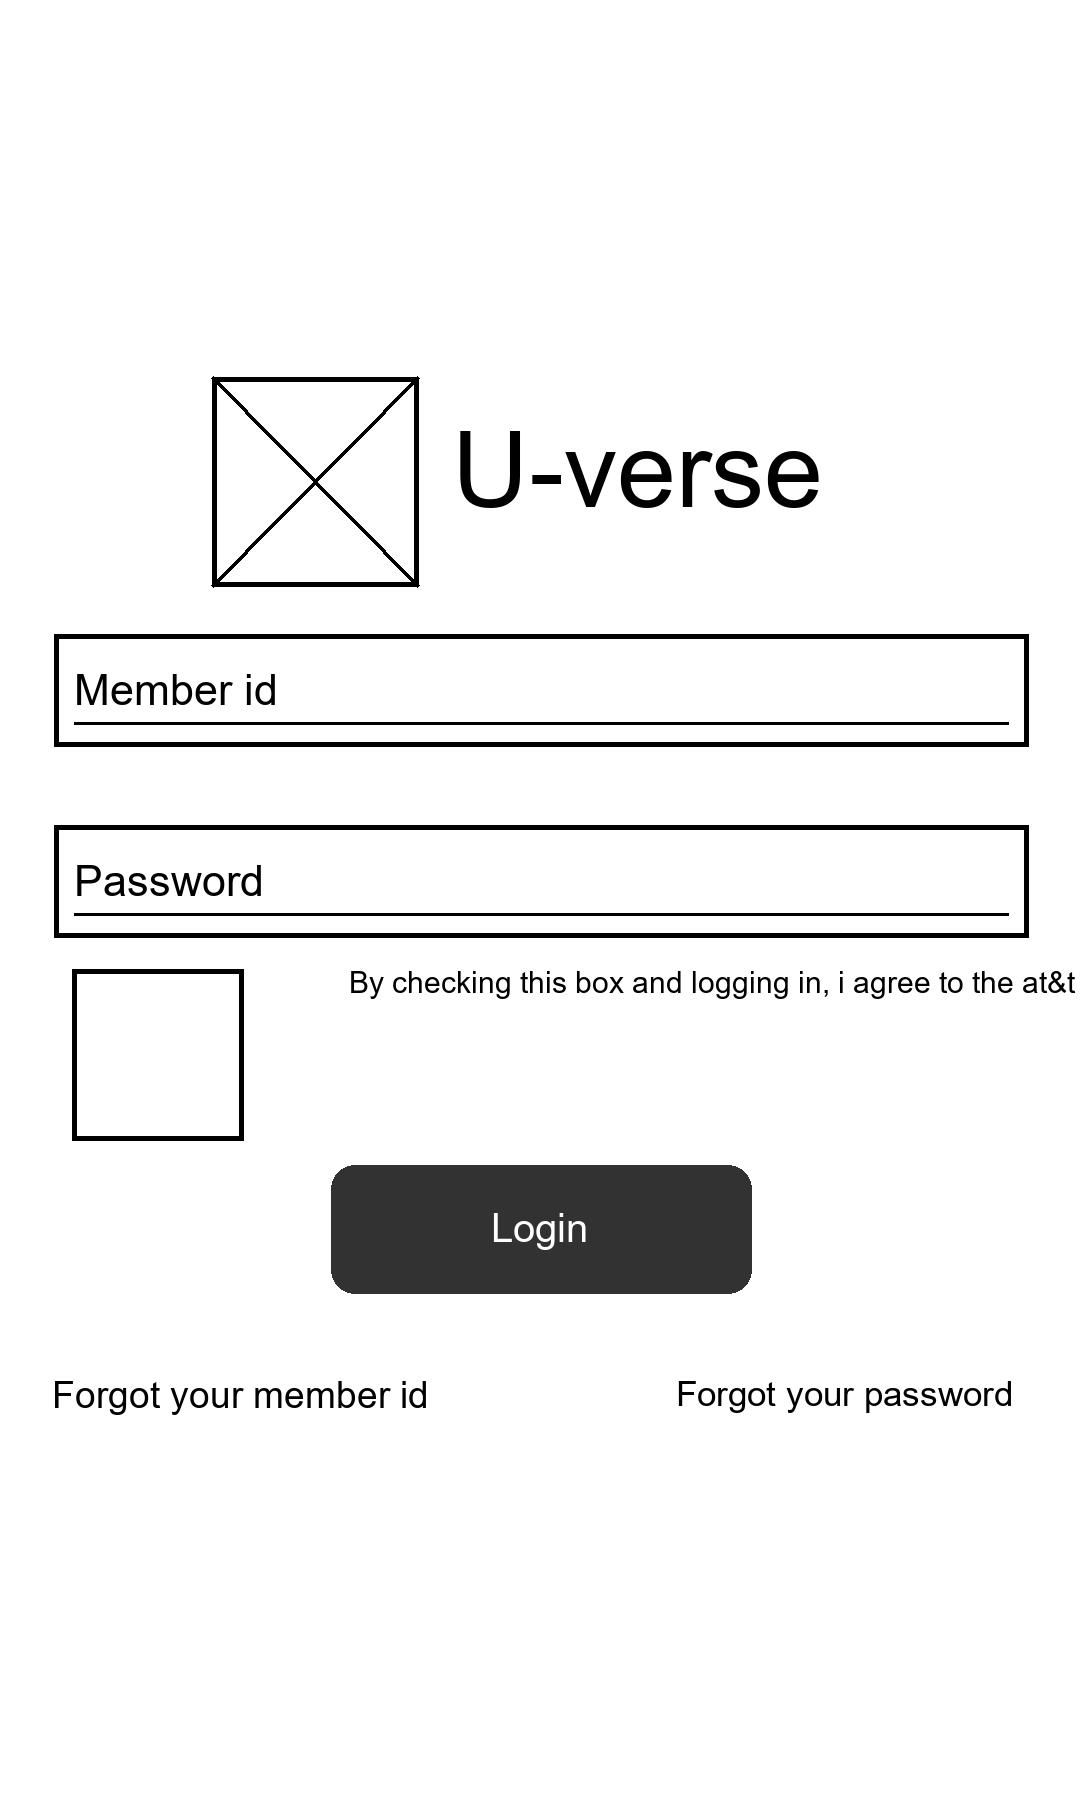 U-verse
Member id
Password
By checking this box and logging in, i agree to the at&t
Login
Forgot your member id
Forgot your password